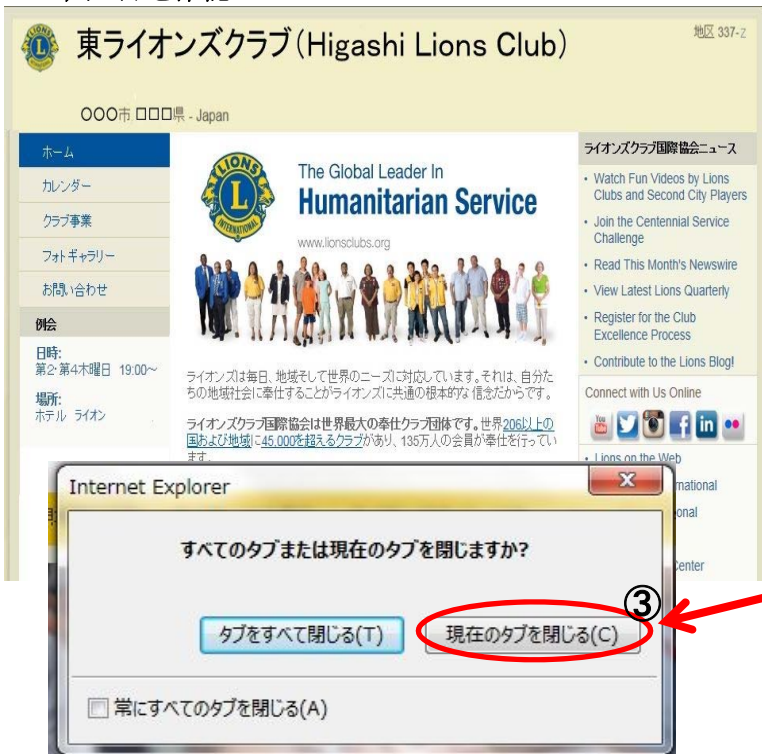 東ライオンズクラブ(Higashi Lions Club)
地区 337-z
○○○市 □□□県 - Japan
ホーム
カレンダー
クラブ事業
フォトギャラリー
お問い合わせ
例会
日時:
第2・第4木曜日 19:00～
場所:
ホテル ライオン
LIONS
L
INTERNATIONAL
The Global Leader In
Humanitarian Service
www.lionsclubs.org
ライオンズは毎日、地域そして世界のニーズに対応しています。それは、自分た
ちの地域社会に奉仕することがライオンズに共通の根本的な信念だからです。
ライオンズクラブ国際協会は世界最大の奉仕クラブ団体です。世界206以上の
国および地域に45,000を超えるクラブがあり、135万人の会員が奉仕を行ってい
ます。
ライオンズクラブ国際協会ニュース
・ Watch Fun Videos by Lions
Clubs and Second City Players
・ Join the Centennial Service
Challenge
・ Read This Month's Newswire
・ View Latest Lions Quarterly
・ Register for the Club
Excellence Process
・ Contribute to the Lions Blog!
Connect with Us Online
You Tube
f
in
・ Lions on the Web
national
onal
Center
Internet Explorer
X
すべてのタブまたは現在のタブを閉じますか?
③
タブをすべて閉じる(T)
現在のタブを閉じる(C)
常にすべてのタブを閉じる(A)